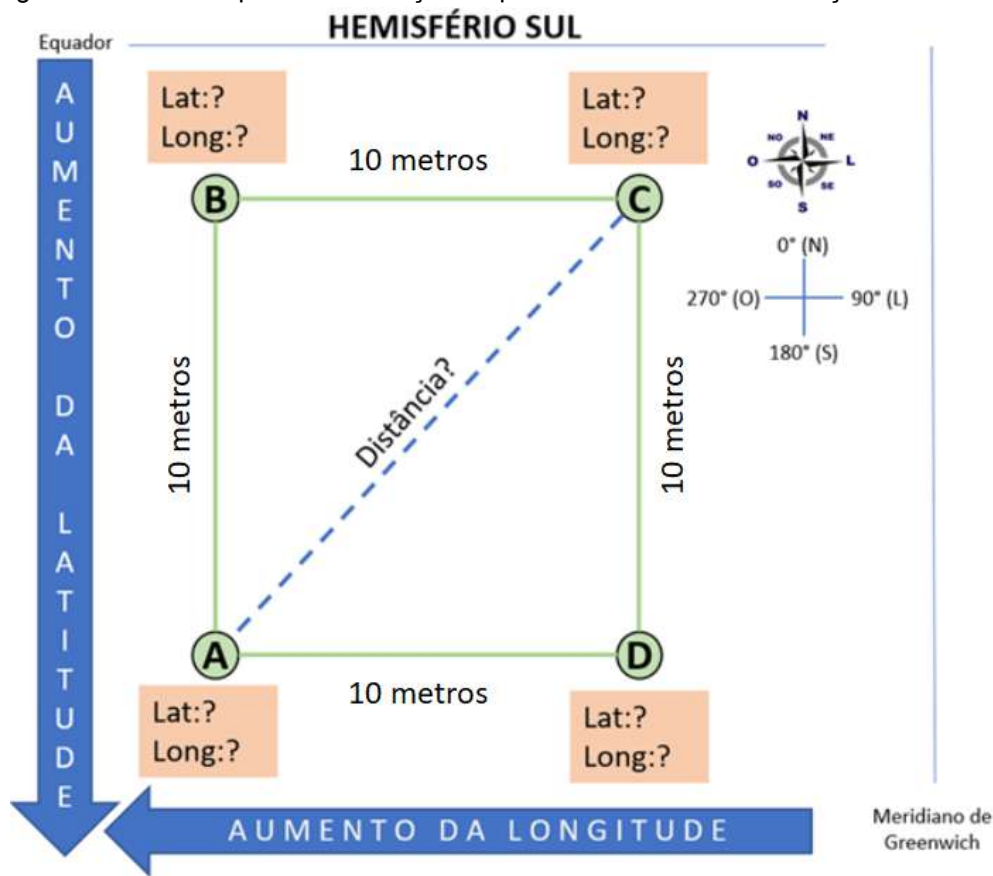 HEMISFÉRIO SUL
Equador
AUMENTO DA LATITUDE
Lat:?
Long:?
Lat:?
Long:?
10 metros
B
C
N
NO
NE
O
L
SO
SE
S
0° (N)
270° (O)
90° (L)
180° (S)
Distância?
10 metros
10 metros
A
D
10 metros
Lat:?
Long:?
Lat:?
Long:?
AUMENTO DA LONGITUDE
Meridiano de
Greenwich